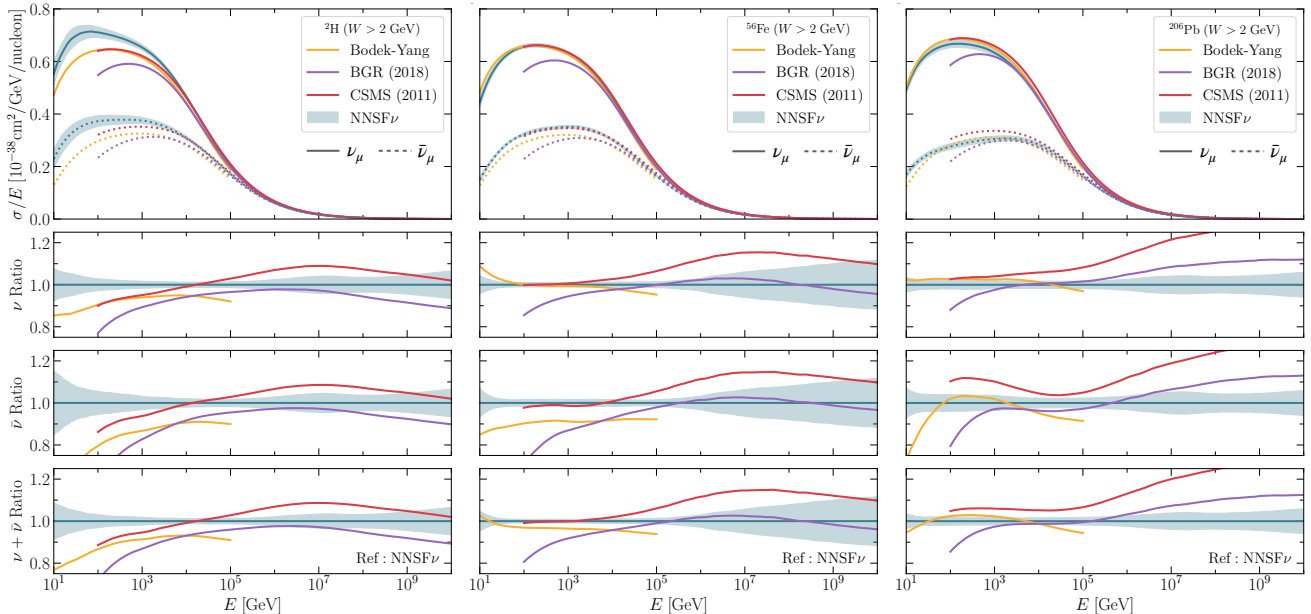 σ/E [10⁻³⁸cm²/GeV/nucleon]
0.8
0.6
0.4
0.2
0.0
²H (W > 2 GeV)
Bodek-Yang
BGR (2018)
CSMS (2011)
NNSFν
ν_μ ν̄_μ
⁵⁶Fe (W > 2 GeV)
Bodek-Yang
BGR (2018)
CSMS (2011)
NNSFν
ν_μ ν̄_μ
²⁰⁶Pb (W > 2 GeV)
Bodek-Yang
BGR (2018)
CSMS (2011)
NNSFν
ν_μ ν̄_μ
ν Ratio
1.2
1.0
0.8
ν̄ Ratio
1.2
1.0
0.8
ν + ν̄ Ratio
1.2
1.0
0.8
Ref : NNSFν
Ref : NNSFν
Ref : NNSFν
10¹ 10³ 10⁵ 10⁷ 10⁹
10¹ 10³ 10⁵ 10⁷ 10⁹
10¹ 10³ 10⁵ 10⁷ 10⁹
E [GeV]
E [GeV]
E [GeV]